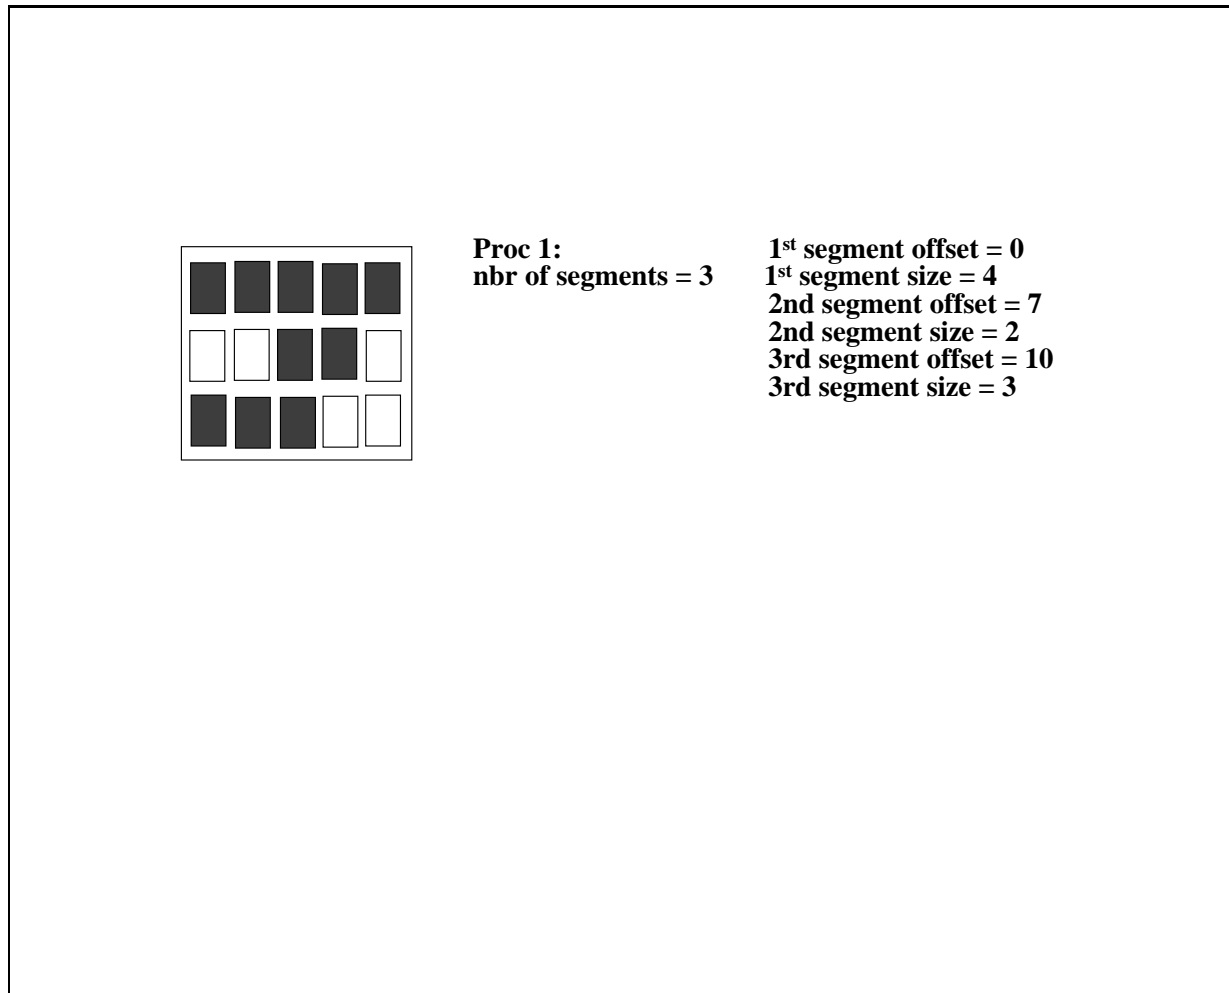 Proc 1:
nbr of segments = 3
1st segment offset = 0
1st segment size = 4
2nd segment offset = 7
2nd segment size = 2
3rd segment offset = 10
3rd segment size = 3